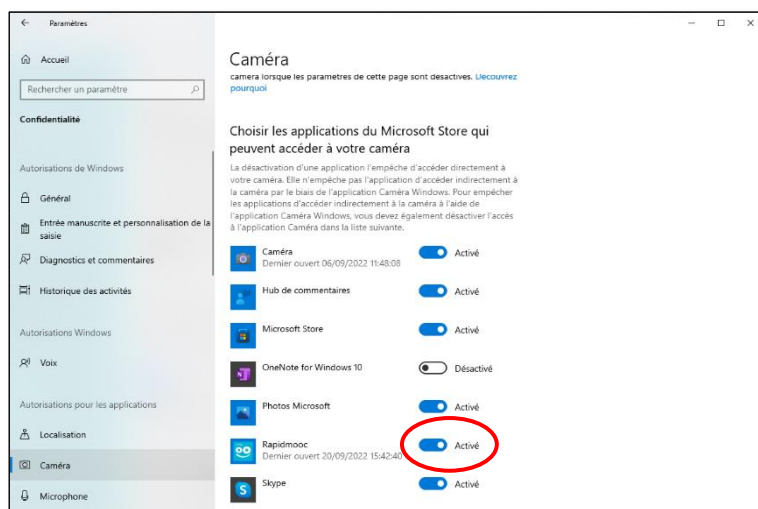 Paramètres
Accueil
Rechercher un paramètre
Confidentialité
Autorisations de Windows
Général
Entrée manuscrite et personnalisation de la
saisie
Diagnostics et commentaires
Historique des activités
Autorisations Windows
Voix
Autorisations pour les applications
Localisation
Caméra
Microphone
Caméra
caméra lorsque les paramètres de cette page sont désactivés. Découvrez
pourquoi
Choisir les applications du Microsoft Store qui
peuvent accéder à votre caméra
La désactivation d'une application l'empêche d'accéder directement à
votre caméra. Elle n'empêche pas l'application d'accéder indirectement à
la caméra par le biais de l'application Caméra Windows. Pour empêcher
les applications d'accéder indirectement à la caméra à l'aide de
l'application Caméra Windows, vous devez également désactiver l'accès
à l'application Caméra dans la liste suivante.
Caméra Activé
Dernier ouvert 06/09/2022 11:48:08
Hub de commentaires Activé
Microsoft Store Activé
OneNote for Windows 10 Désactivé
Photos Microsoft Activé
Rapidmooc Activé
Dernier ouvert 20/09/2022 15:42:40
Skype Activé